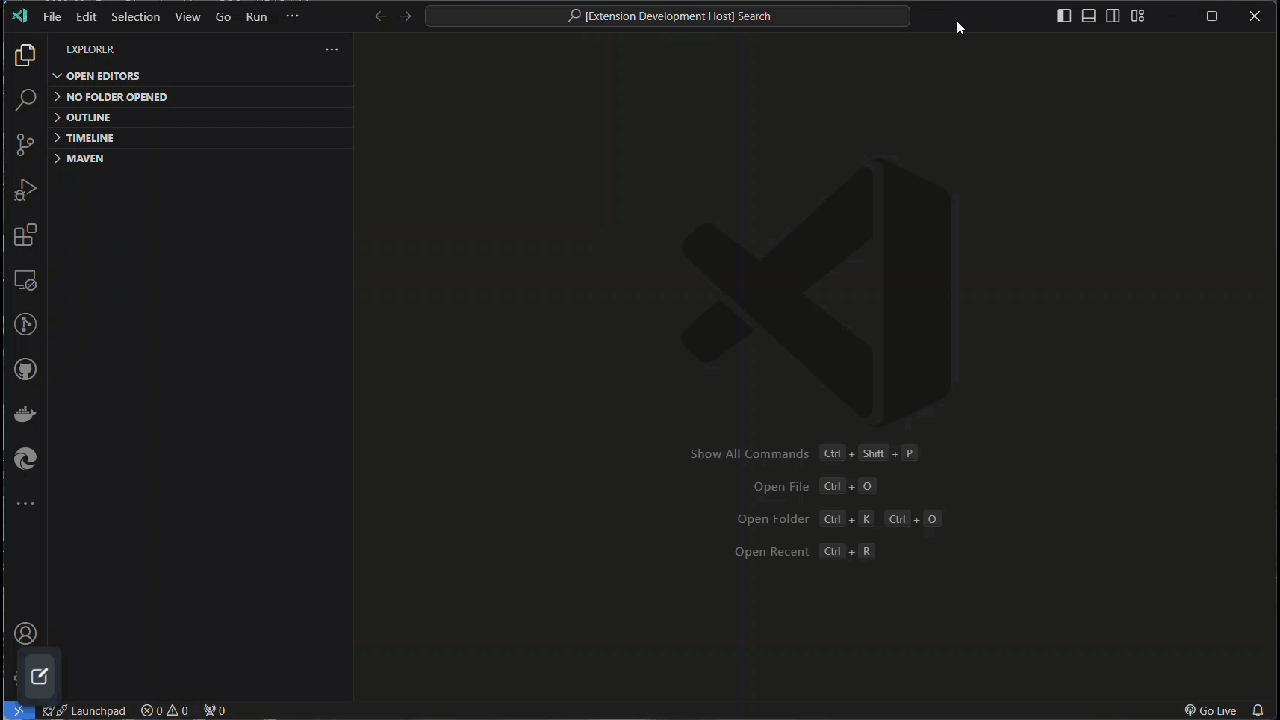 File Edit Selection View Go Run ···
[Extension Development Host] Search
EXPLORER ···
OPEN EDITORS
NO FOLDER OPENED
OUTLINE
TIMELINE
MAVEN
Show All Commands Ctrl + Shift + P
Open File Ctrl + O
Open Folder Ctrl + K Ctrl + O
Open Recent Ctrl + R
Launchpad 0 0 0 Go Live